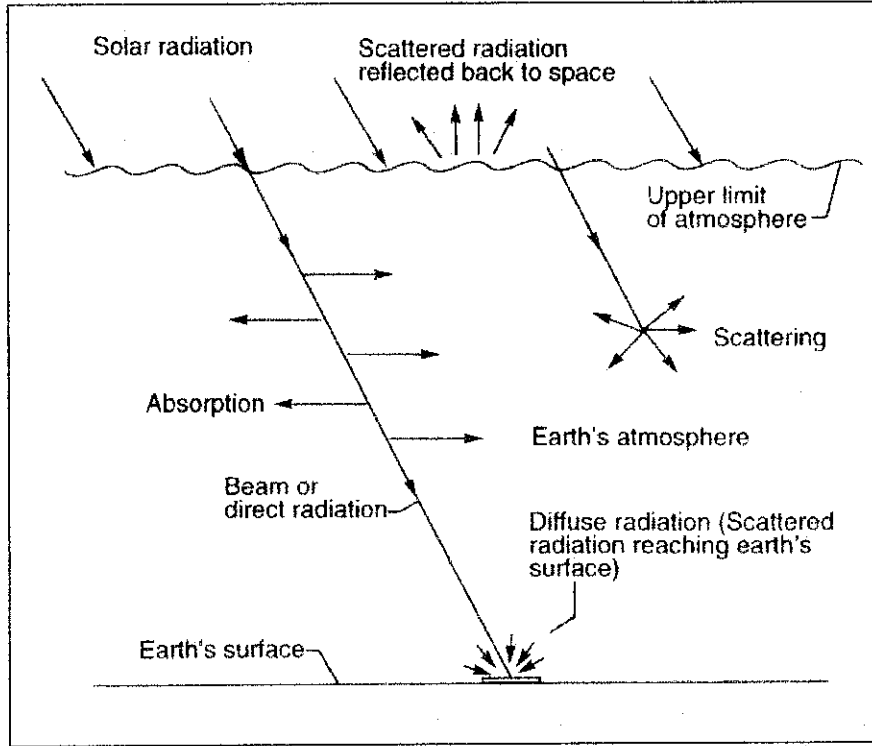 Solar radiation
Scattered radiation
reflected back to space
Upper limit
of atmosphere
Scattering
Absorption
Earth's atmosphere
Beam or
direct radiation
Diffuse radiation (Scattered
radiation reaching earth's
surface)
Earth's surface